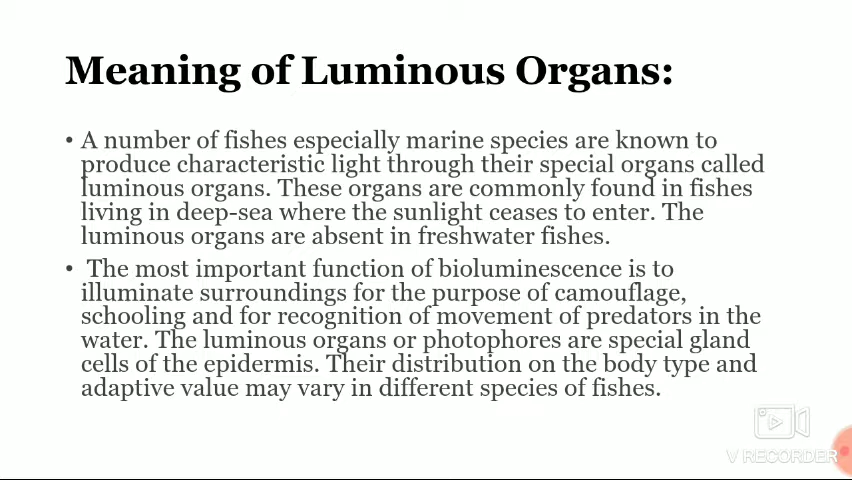 Meaning of Luminous Organs:
• A number of fishes especially marine species are known to
produce characteristic light through their special organs called
luminous organs. These organs are commonly found in fishes
living in deep-sea where the sunlight ceases to enter. The
luminous organs are absent in freshwater fishes.
• The most important function of bioluminescence is to
illuminate surroundings for the purpose of camouflage,
schooling and for recognition of movement of predators in the
water. The luminous organs or photophores are special gland
cells of the epidermis. Their distribution on the body type and
adaptive value may vary in different species of fishes.
V RECORDER